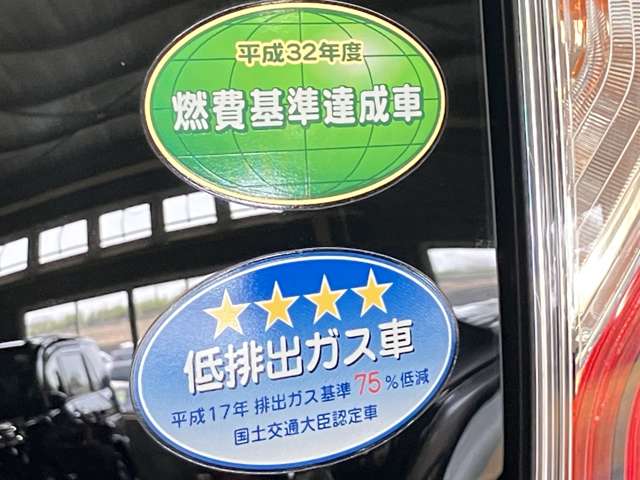 平成32年度
燃費基準達成車
低排出ガス車
平成17年 排出ガス基準 75%低減
国土交通大臣認定車